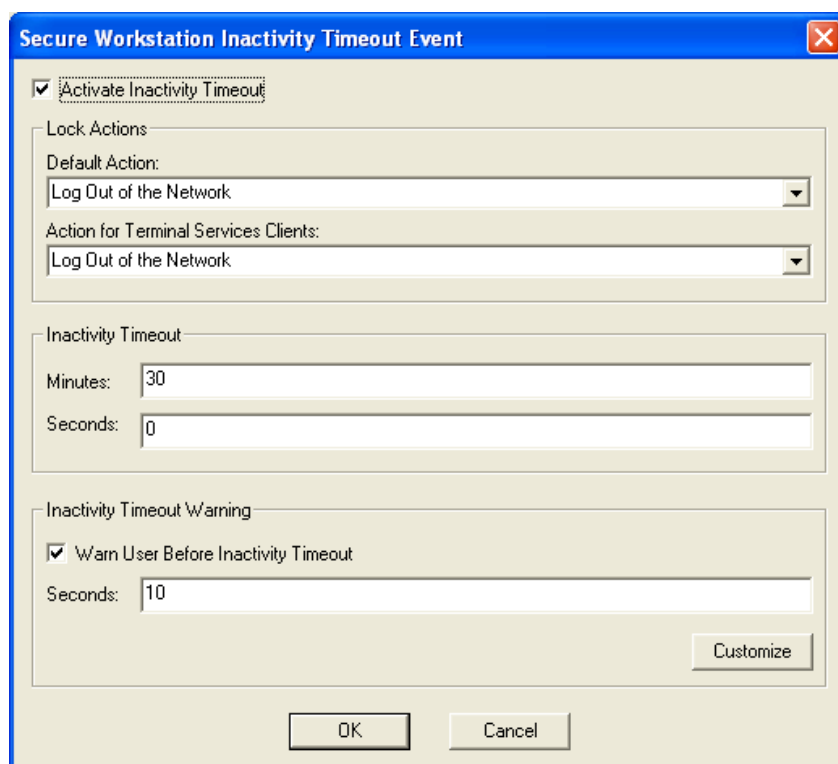 Secure Workstation Inactivity Timeout Event
Activate Inactivity Timeout
Lock Actions
Default Action:
Log Out of the Network
Action for Terminal Services Clients:
Log Out of the Network
Inactivity Timeout
Minutes: 30
Seconds: 0
Inactivity Timeout Warning
Warn User Before Inactivity Timeout
Seconds: 10
Customize
OK Cancel